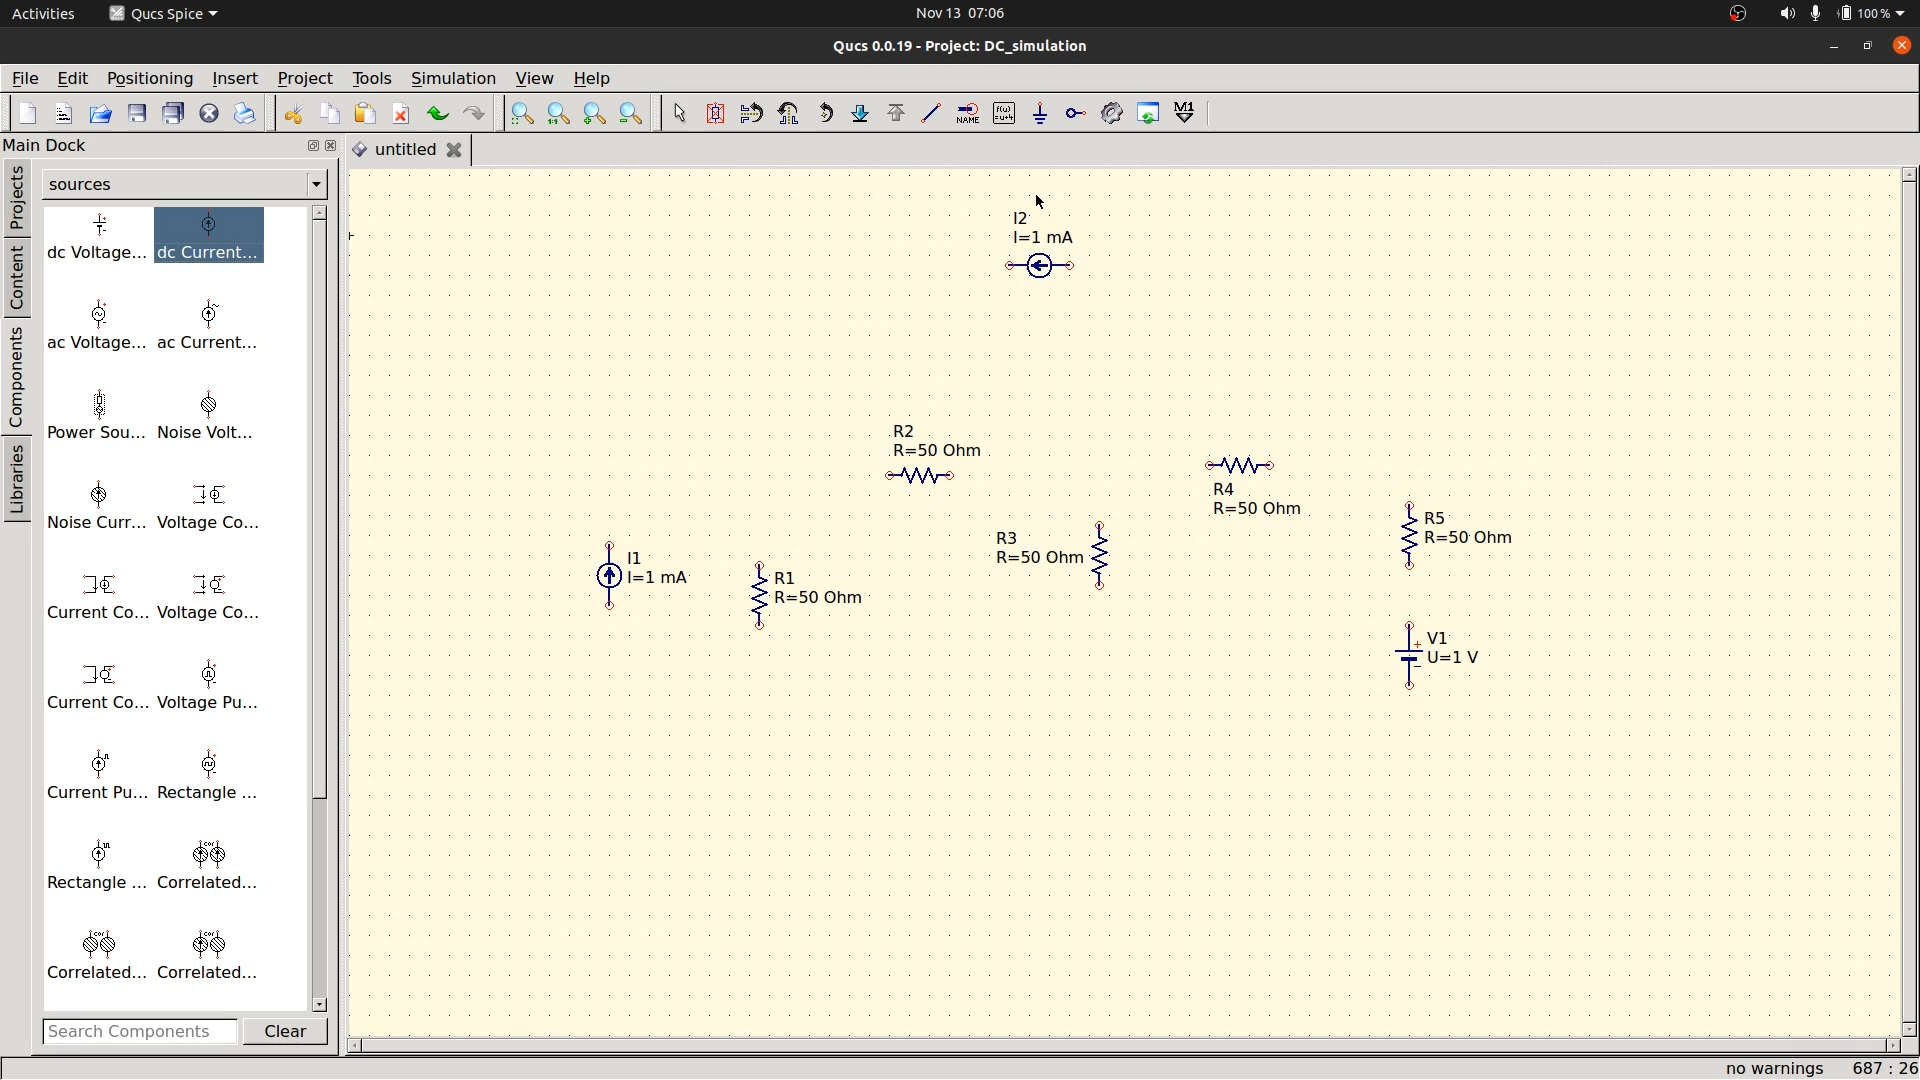 Activities Qucs Spice Nov 13 07:06 100 %
Qucs 0.0.19 - Project: DC_simulation
File Edit Positioning Insert Project Tools Simulation View Help
NAME f(u) =u+4 M1
Main Dock
untitled
Projects
Content
Components
Libraries
sources
dc Voltage... dc Current...
ac Voltage... ac Current...
Power Sou... Noise Volt...
Noise Curr... Voltage Co...
Current Co... Voltage Co...
Current Co... Voltage Pu...
Current Pu... Rectangle ...
Rectangle ... Correlated...
Correlated... Correlated...
Search Components Clear
I2
I=1 mA
R2
R=50 Ohm
R4
R=50 Ohm
R5
R=50 Ohm
R3
R=50 Ohm
I1
I=1 mA
R1
R=50 Ohm
V1
U=1 V
no warnings 687 : 26